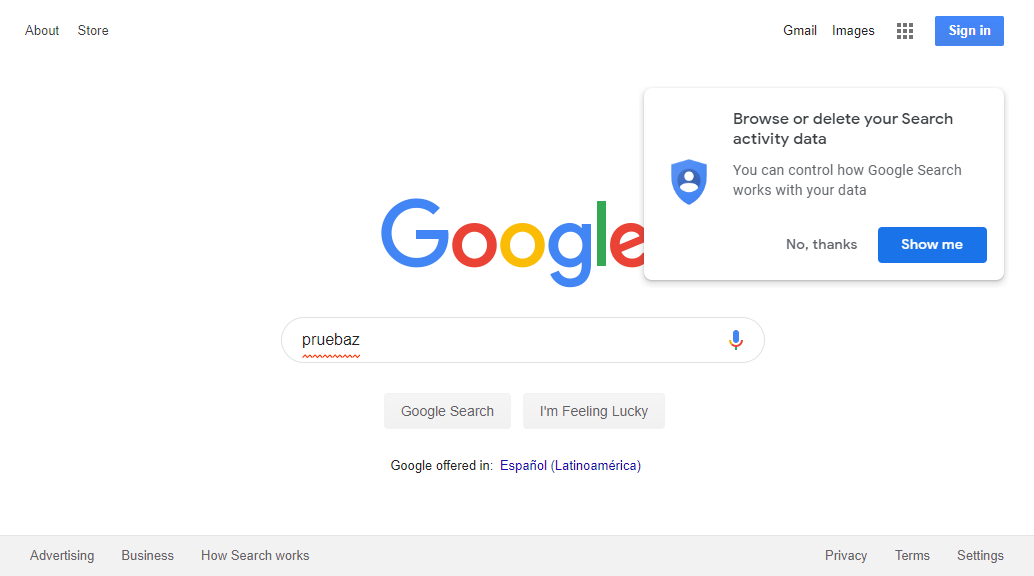 About Store
Gmail Images Sign in
Browse or delete your Search
activity data
You can control how Google Search
works with your data
No, thanks Show me
Google
pruebaz
Google Search I'm Feeling Lucky
Google offered in: Español (Latinoamérica)
Advertising Business How Search works
Privacy Terms Settings